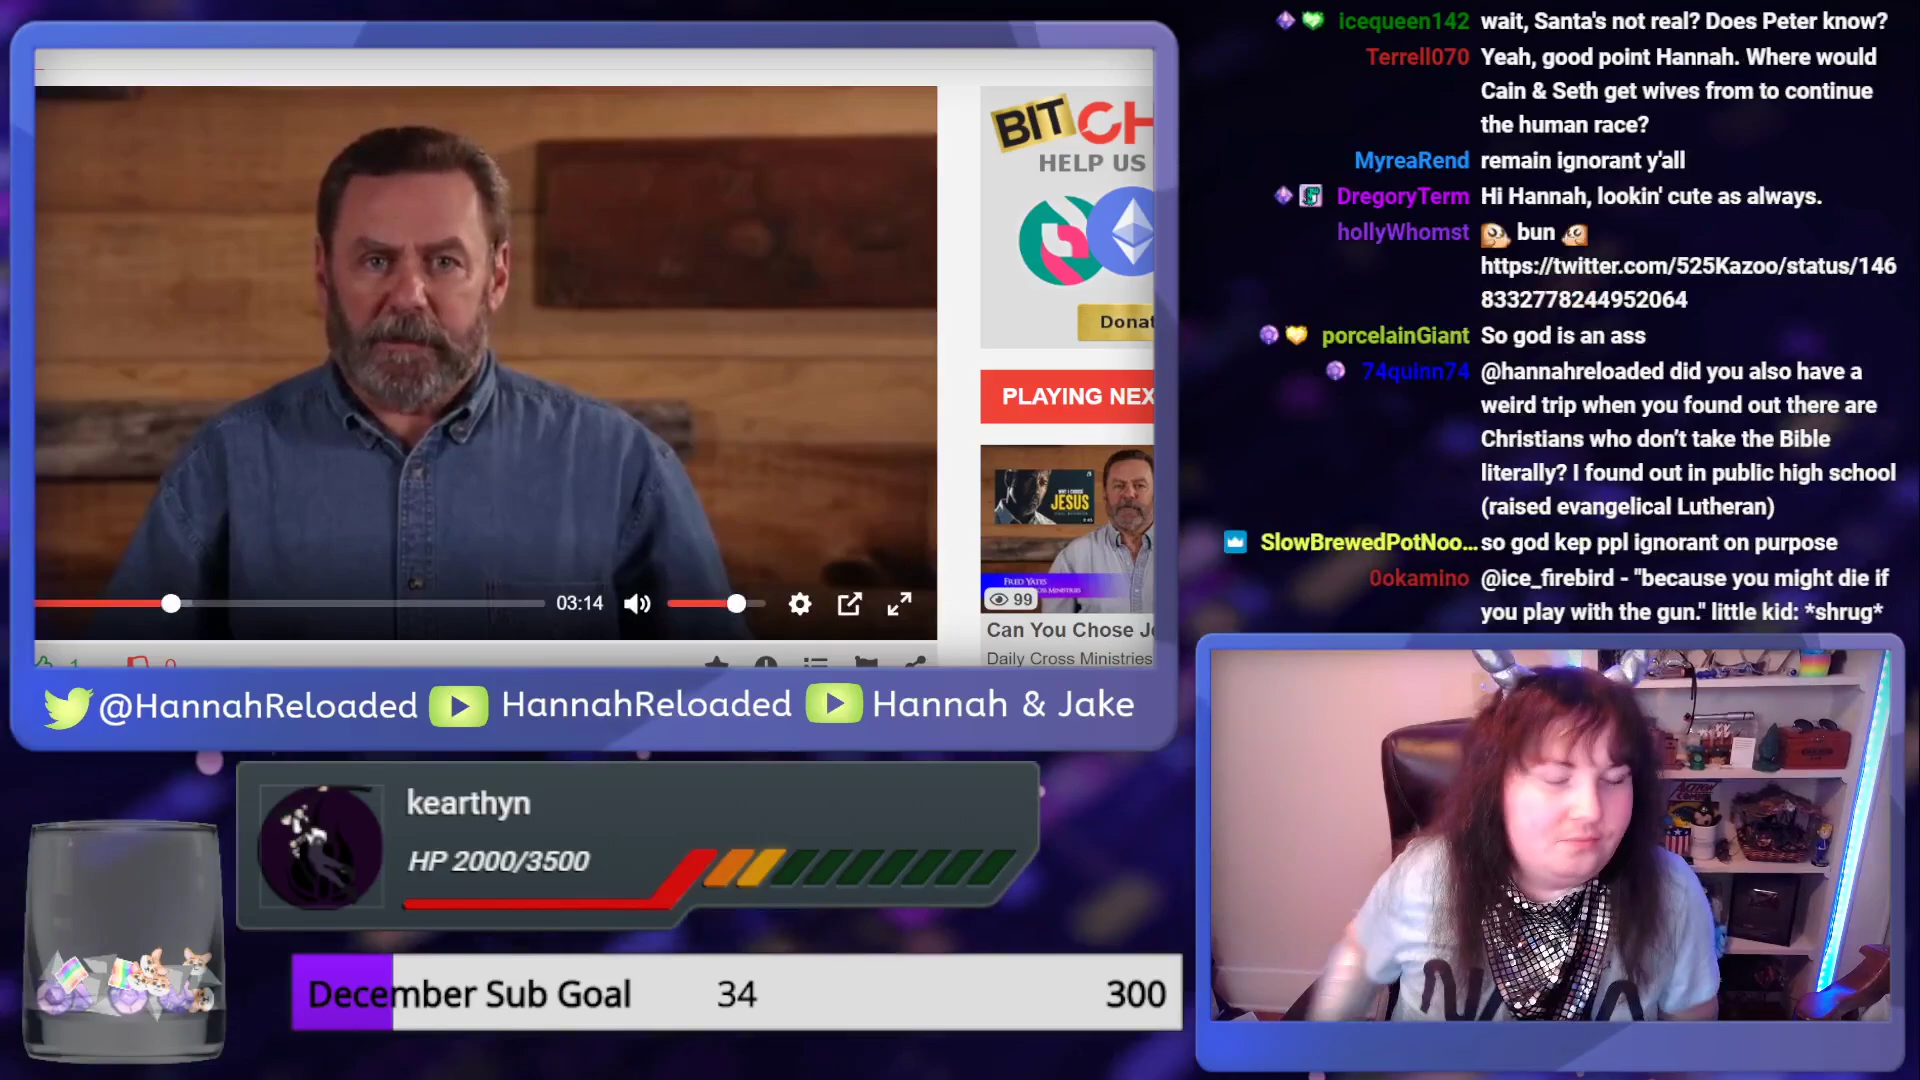 BITCH
HELP US
Donat
PLAYING NEX
JESUS
FRED YATES
99
Can You Chose J
Daily Cross Ministries
03:14
1
0
@HannahReloaded HannahReloaded Hannah & Jake
kearthyn
HP 2000/3500
December Sub Goal 34 300
icequeen142 wait, Santa's not real? Does Peter know?
Terrell070 Yeah, good point Hannah. Where would
Cain & Seth get wives from to continue
the human race?
MyreaRend remain ignorant y'all
DregoryTerm Hi Hannah, lookin' cute as always.
hollyWhomst bun
https://twitter.com/525Kazoo/status/146
8332778244952064
porcelainGiant So god is an ass
74quinn74 @hannahreloaded did you also have a
weird trip when you found out there are
Christians who don't take the Bible
literally? I found out in public high school
(raised evangelical Lutheran)
SlowBrewedPotNoo... so god kep ppl ignorant on purpose
0okamino @ice_firebird - "because you might die if
you play with the gun." little kid: *shrug*